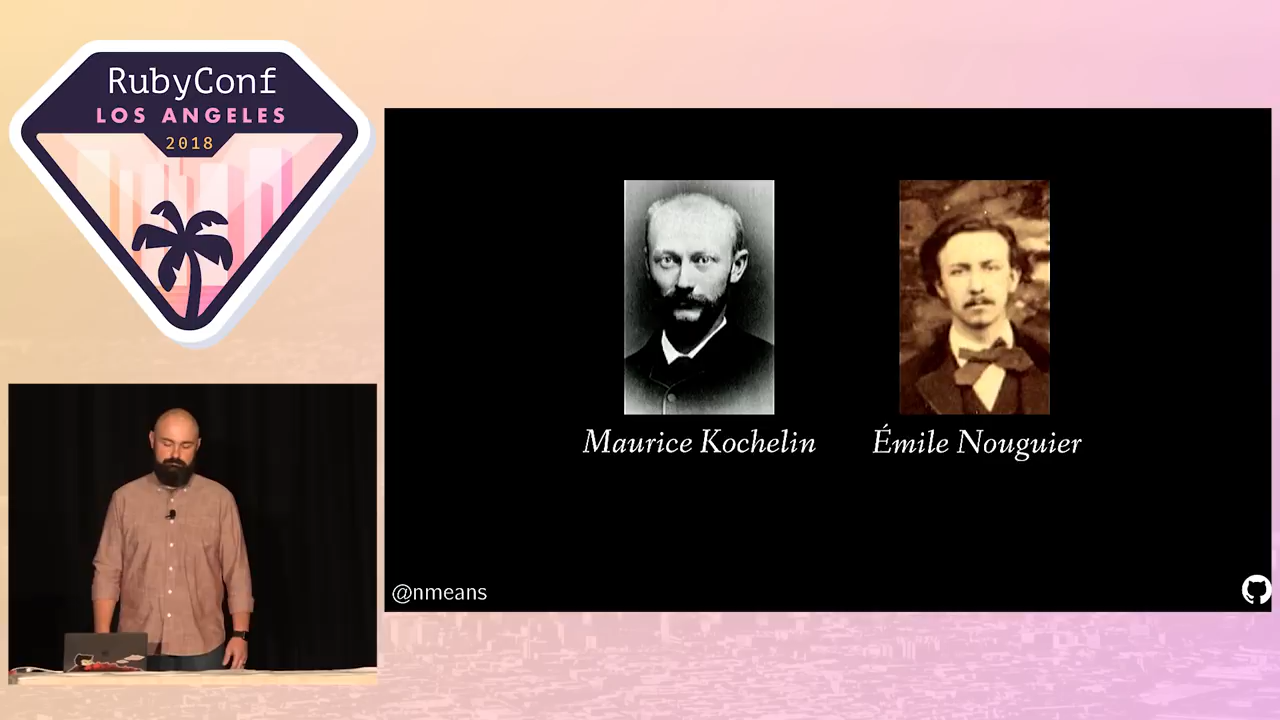 RubyConf
LOS ANGELES
2018
Maurice Kochelin
Émile Nouguier
@nmeans